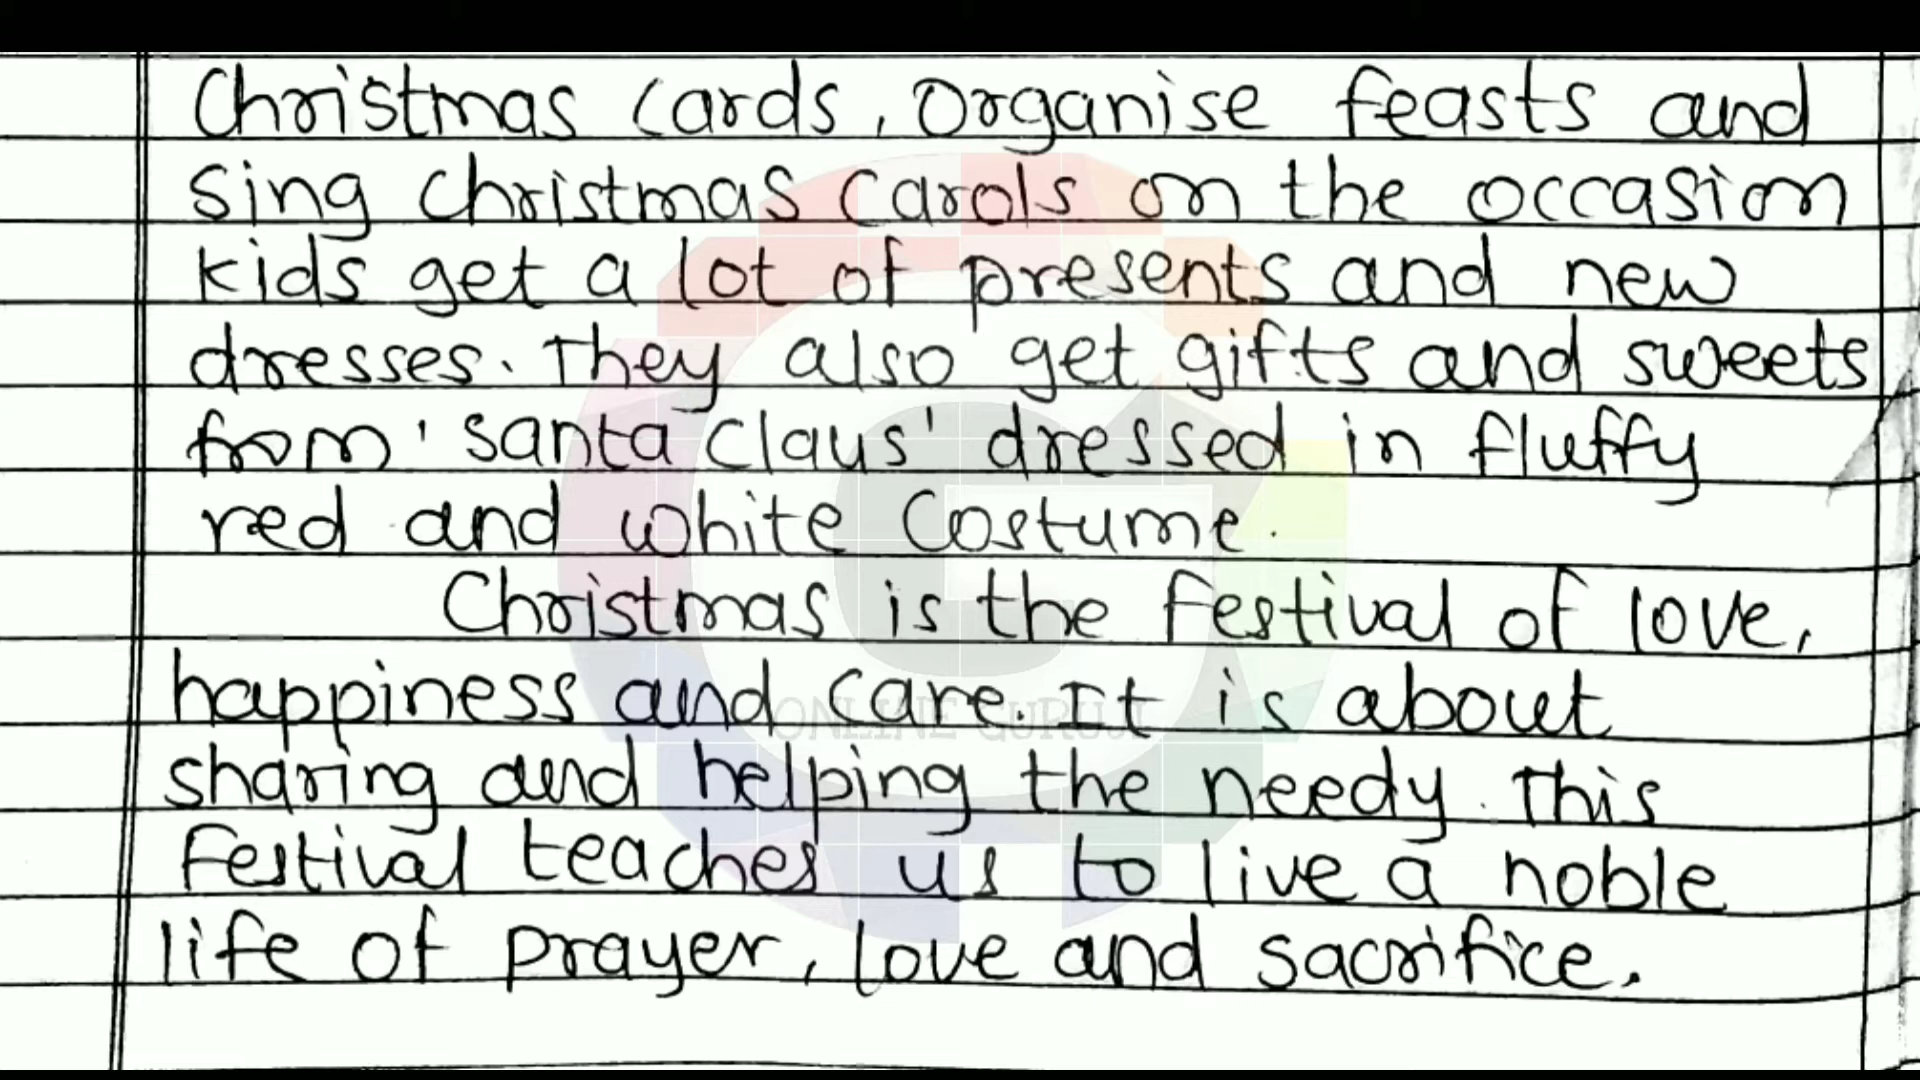 Christmas cards, Organise feasts and
sing christmas carols on the occasion
kids get a lot of presents and new
dresses. They also get gifts and sweets
from 'santa claus' dressed in fluffy
red and white costume.
Christmas is the festival of love,
happiness and care. It is about
ONLINE GURUJI
sharing and helping the needy. This
Festival teaches us to live a noble
life of prayer, love and sacrifice.